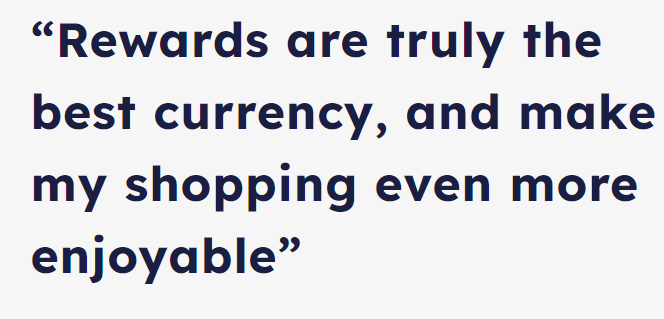 “Rewards are truly the
best currency, and make
my shopping even more
enjoyable”